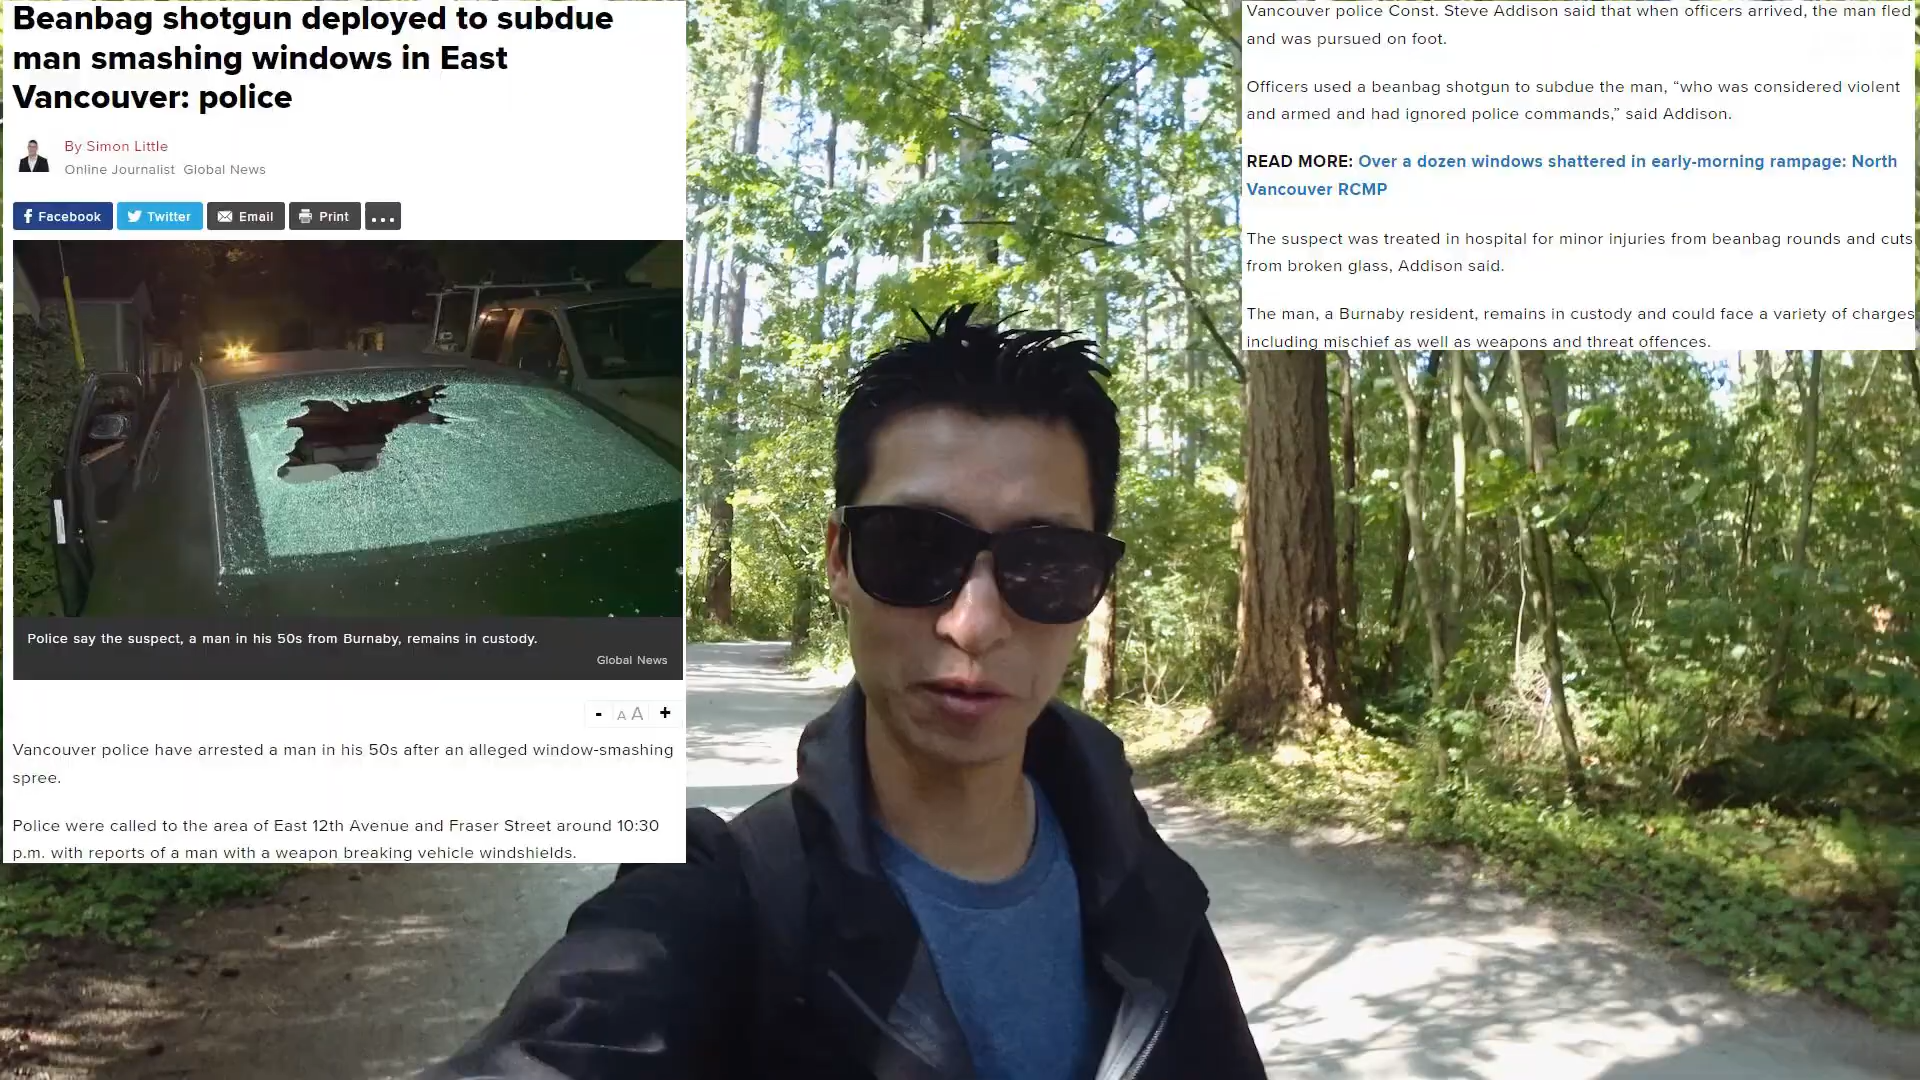 Beanbag shotgun deployed to subdue
man smashing windows in East
Vancouver: police
By Simon Little
Online Journalist Global News
Facebook
Twitter
Email
Print
...
Police say the suspect, a man in his 50s from Burnaby, remains in custody.
Global News
- A A +
Vancouver police have arrested a man in his 50s after an alleged window-smashing
spree.
Police were called to the area of East 12th Avenue and Fraser Street around 10:30
p.m. with reports of a man with a weapon breaking vehicle windshields.
Vancouver police Const. Steve Addison said that when officers arrived, the man fled
and was pursued on foot.
Officers used a beanbag shotgun to subdue the man, “who was considered violent
and armed and had ignored police commands,” said Addison.
READ MORE: Over a dozen windows shattered in early-morning rampage: North
Vancouver RCMP
The suspect was treated in hospital for minor injuries from beanbag rounds and cuts
from broken glass, Addison said.
The man, a Burnaby resident, remains in custody and could face a variety of charges
including mischief as well as weapons and threat offences.